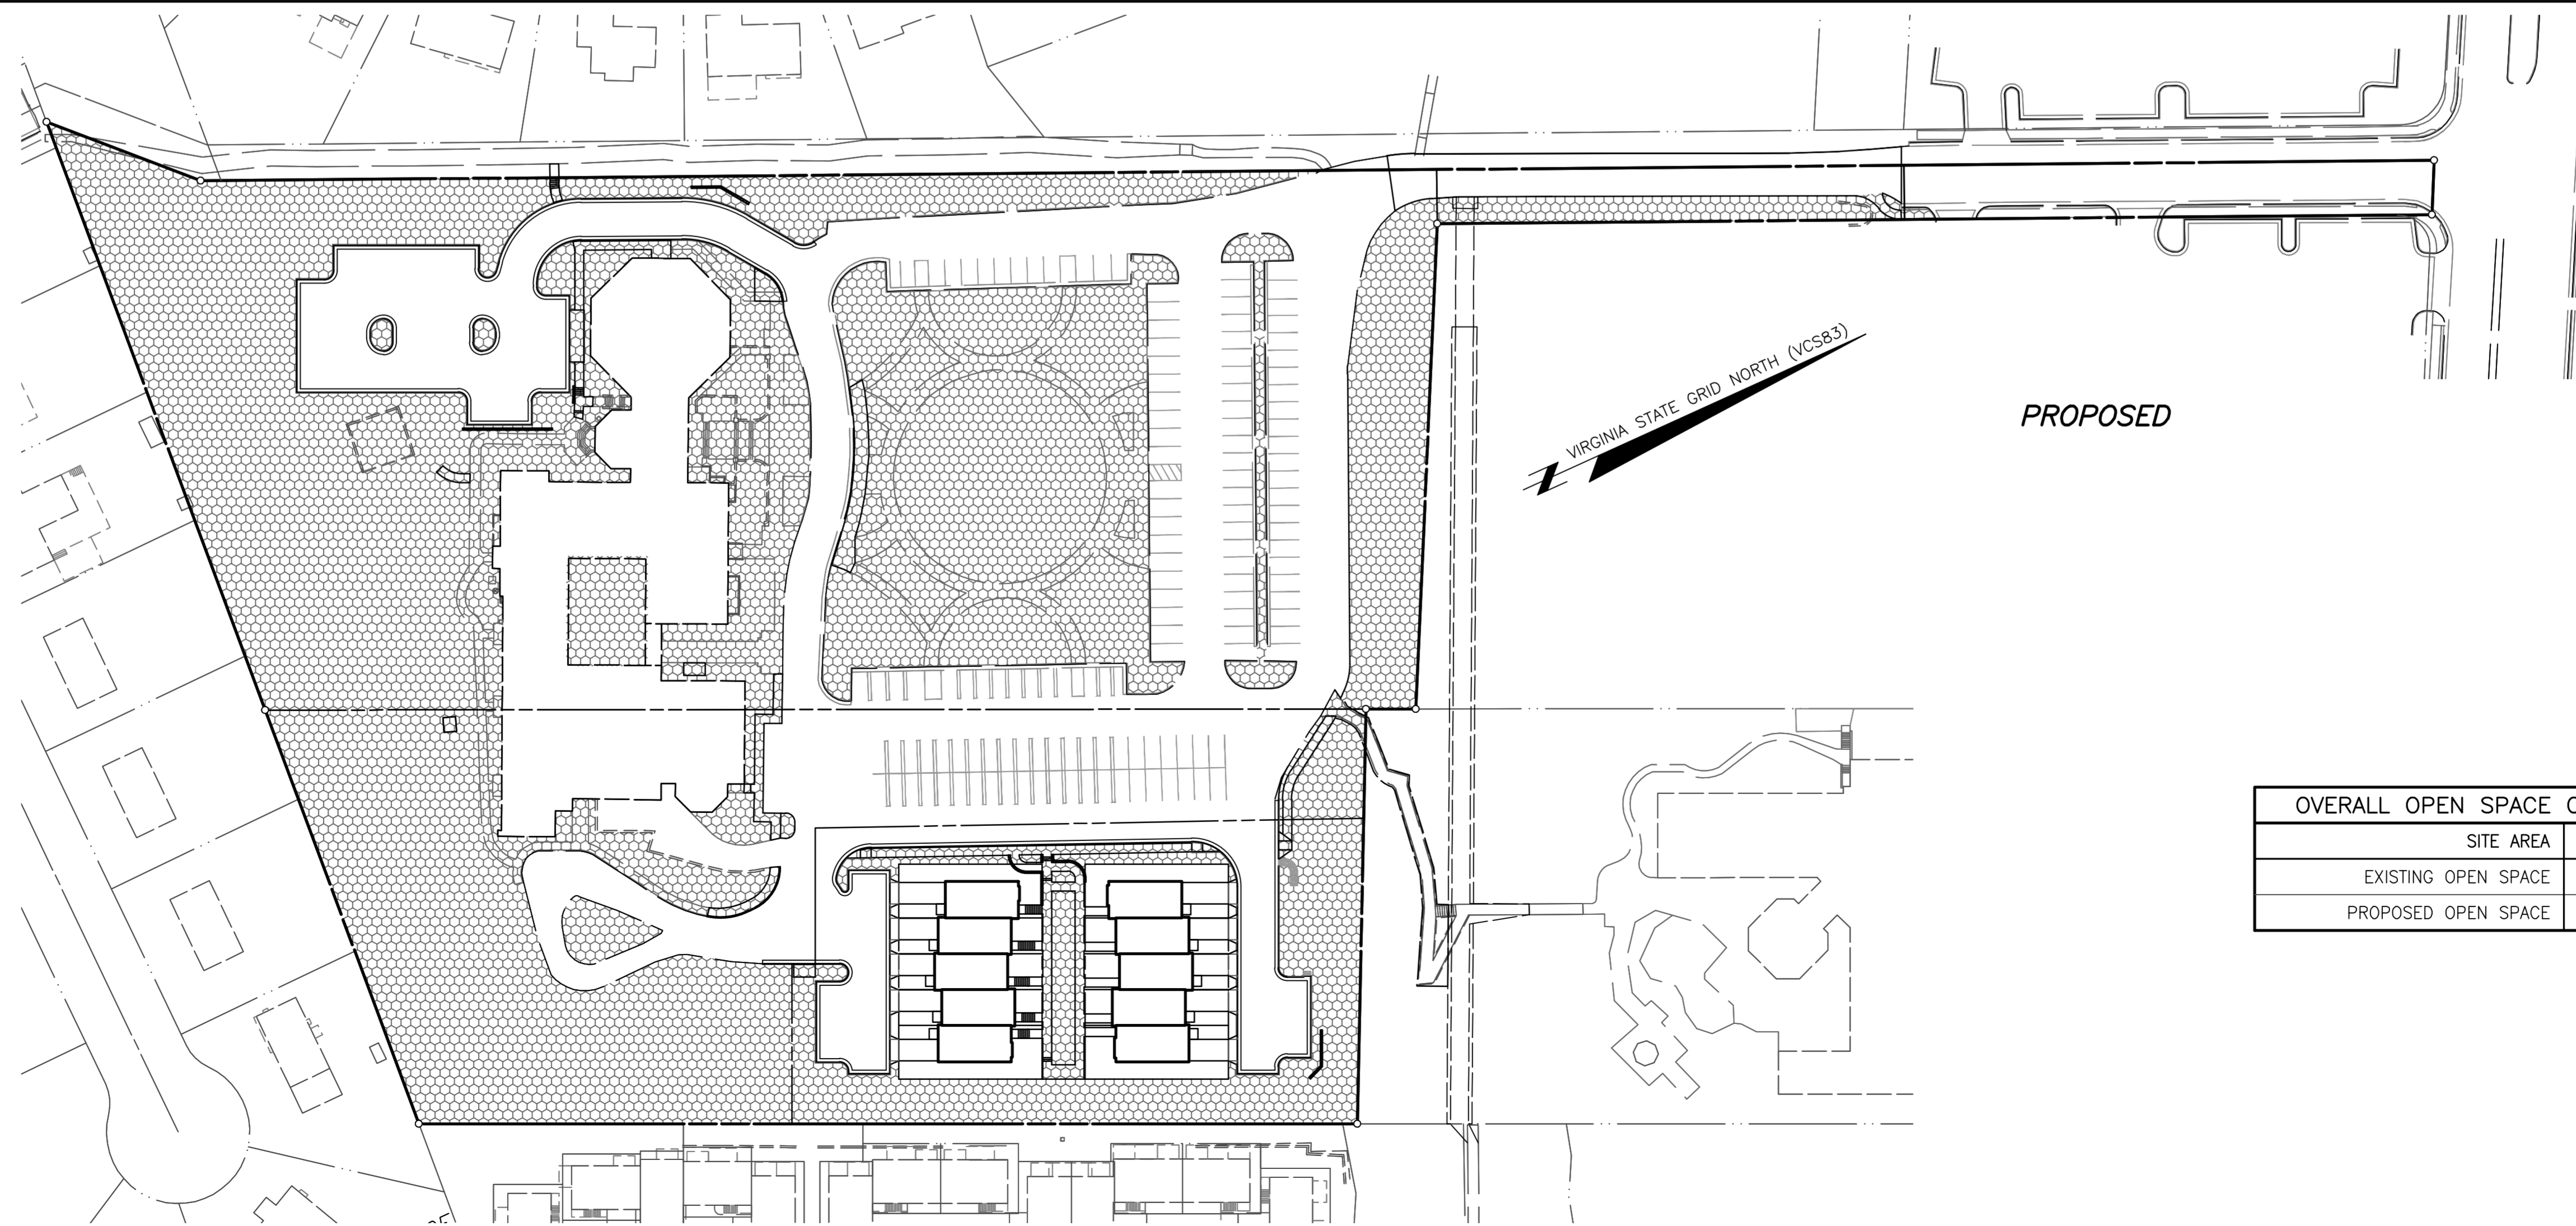 VIRGINIA STATE GRID NORTH (VCS83)
PROPOSED
OVERALL OPEN SPACE
SITE AREA
EXISTING OPEN SPACE
PROPOSED OPEN SPACE